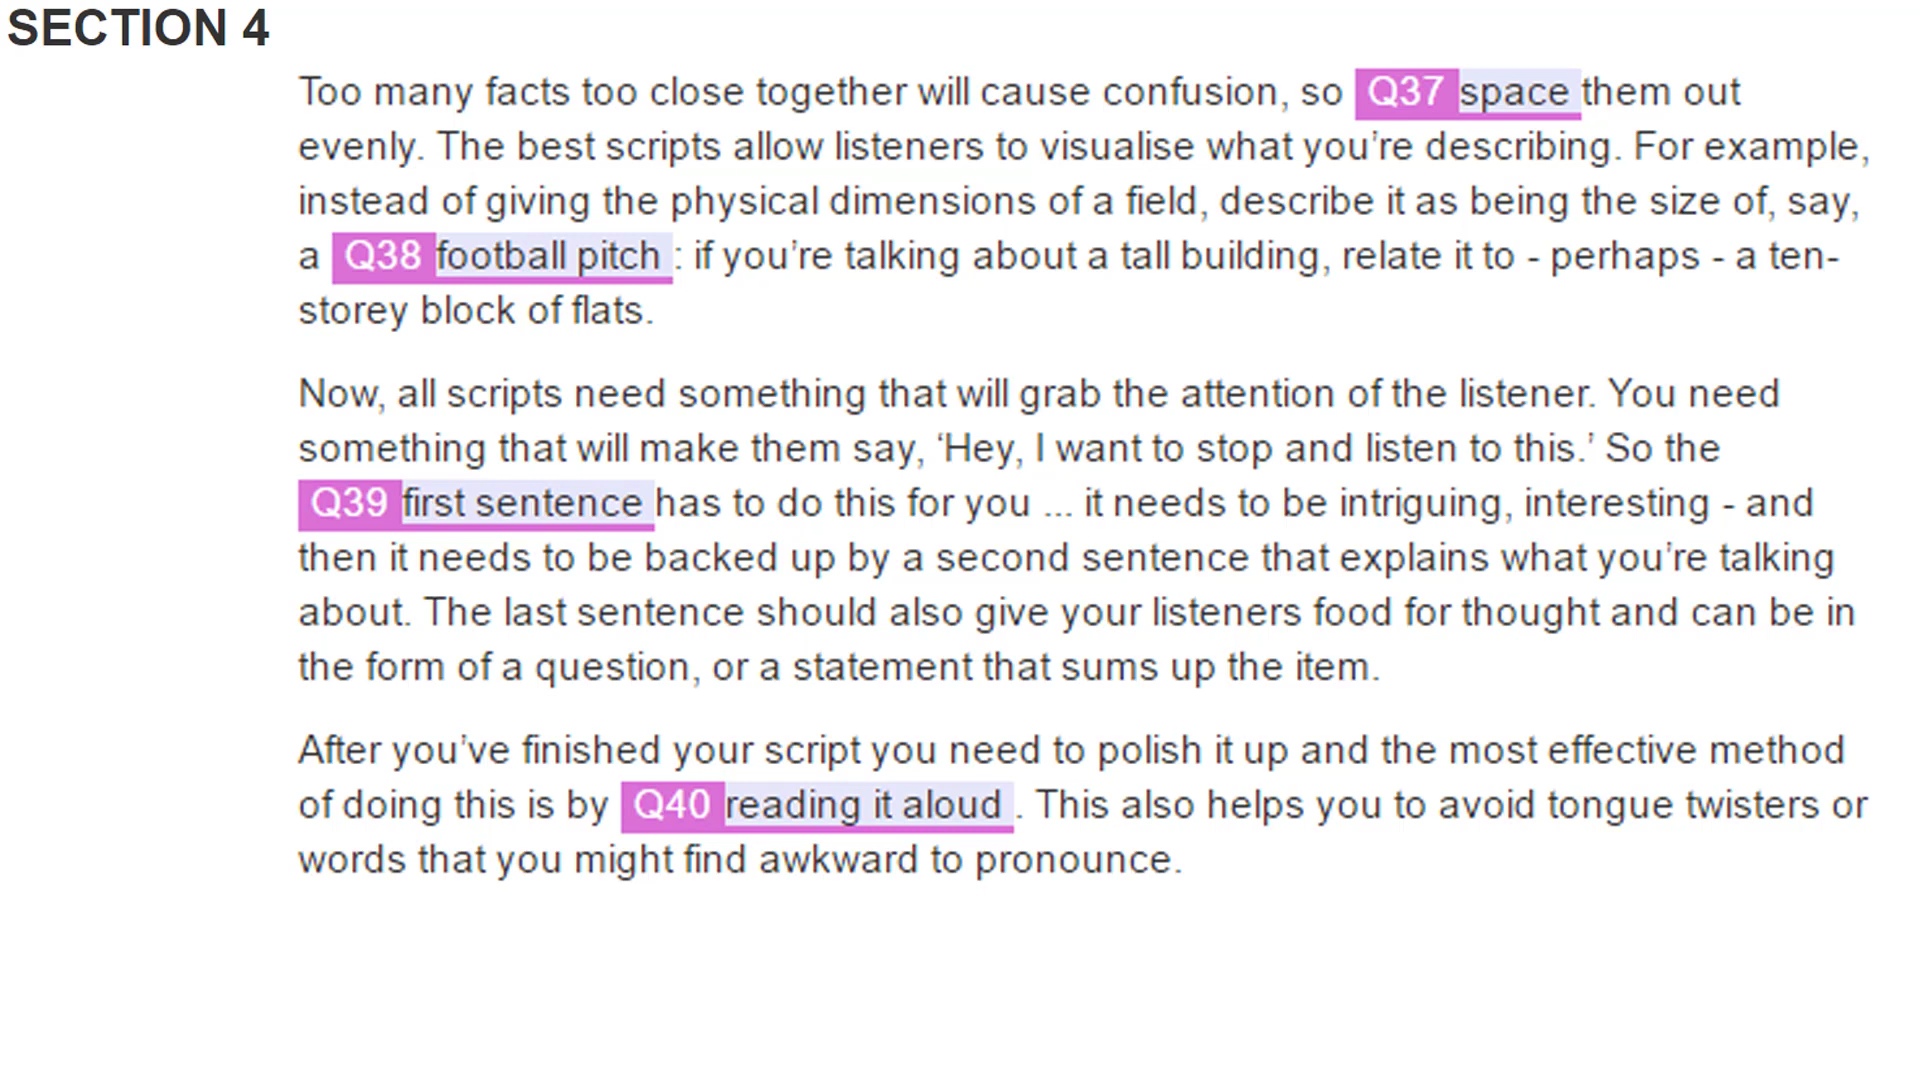 SECTION 4
Too many facts too close together will cause confusion, so Q37 space them out
evenly. The best scripts allow listeners to visualise what you’re describing. For example,
instead of giving the physical dimensions of a field, describe it as being the size of, say,
a Q38 football pitch : if you’re talking about a tall building, relate it to - perhaps - a ten-
storey block of flats.
Now, all scripts need something that will grab the attention of the listener. You need
something that will make them say, ‘Hey, I want to stop and listen to this.’ So the
Q39 first sentence has to do this for you ... it needs to be intriguing, interesting - and
then it needs to be backed up by a second sentence that explains what you’re talking
about. The last sentence should also give your listeners food for thought and can be in
the form of a question, or a statement that sums up the item.
After you’ve finished your script you need to polish it up and the most effective method
of doing this is by Q40 reading it aloud . This also helps you to avoid tongue twisters or
words that you might find awkward to pronounce.